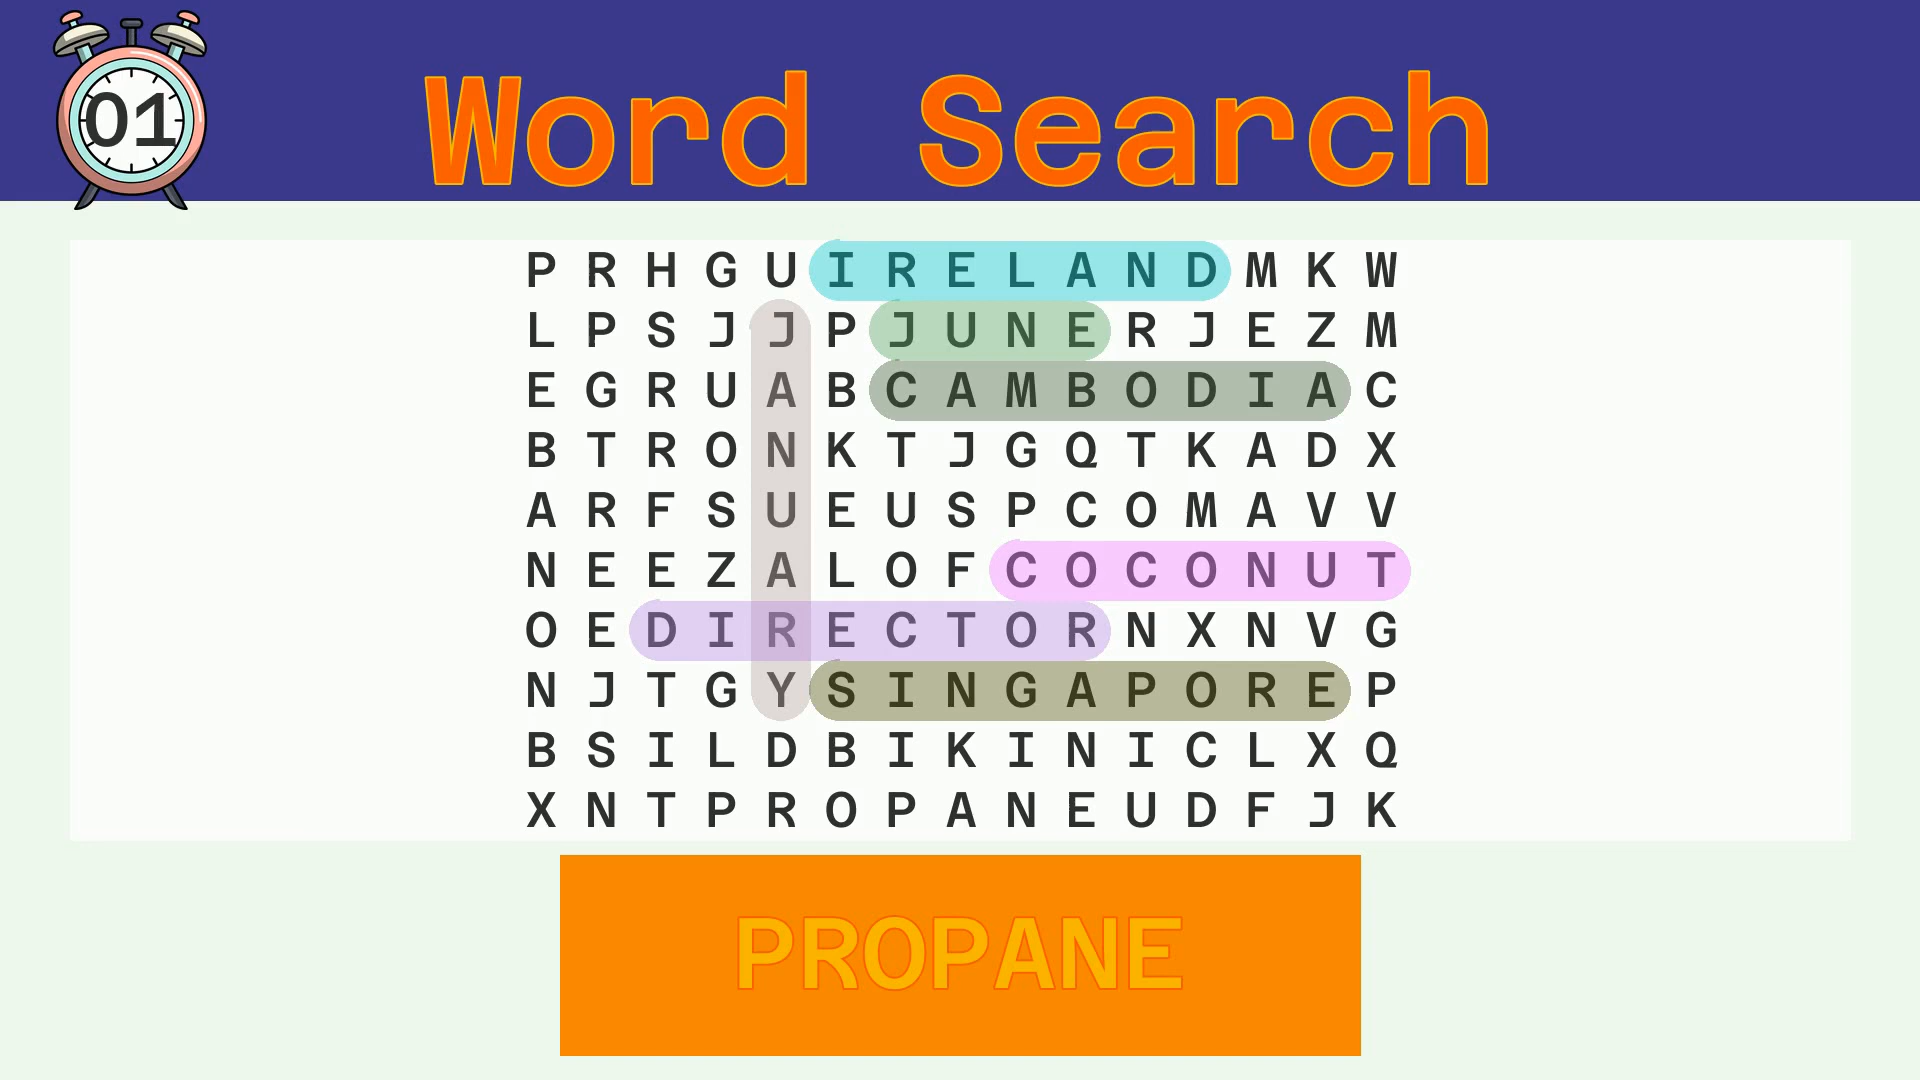 01
Word Search
P R H G U I R E L A N D M K W
L P S J J P J U N E R J E Z M
E G R U A B C A M B O D I A C
B T R O N K T J G Q T K A D X
A R F S U E U S P C O M A V V
N E E Z A L O F C O C O N U T
O E D I R E C T O R N X N V G
N J T G Y S I N G A P O R E P
B S I L D B I K I N I C L X Q
X N T P R O P A N E U D F J K
PROPANE